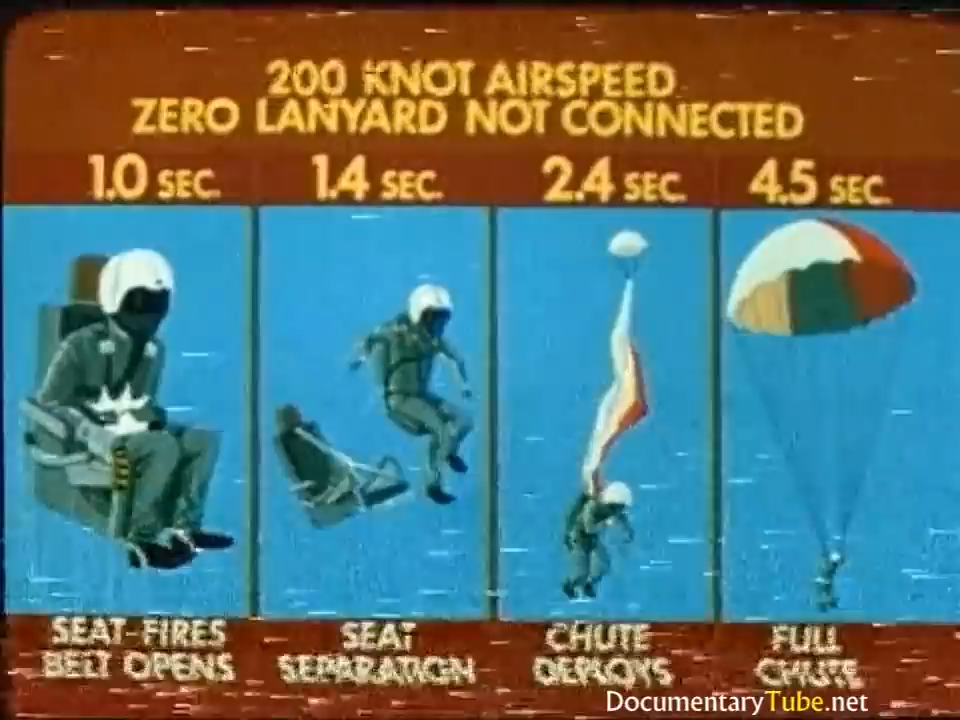 200 KNOT AIRSPEED
ZERO LANYARD NOT CONNECTED
1.0 SEC.
1.4 SEC.
2.4 SEC.
4.5 SEC.
SEAT-FIRES
BELT OPENS
SEAT
SEPARATION
CHUTE
DEPLOYS
FULL
CHUTE
DocumentaryTube.net